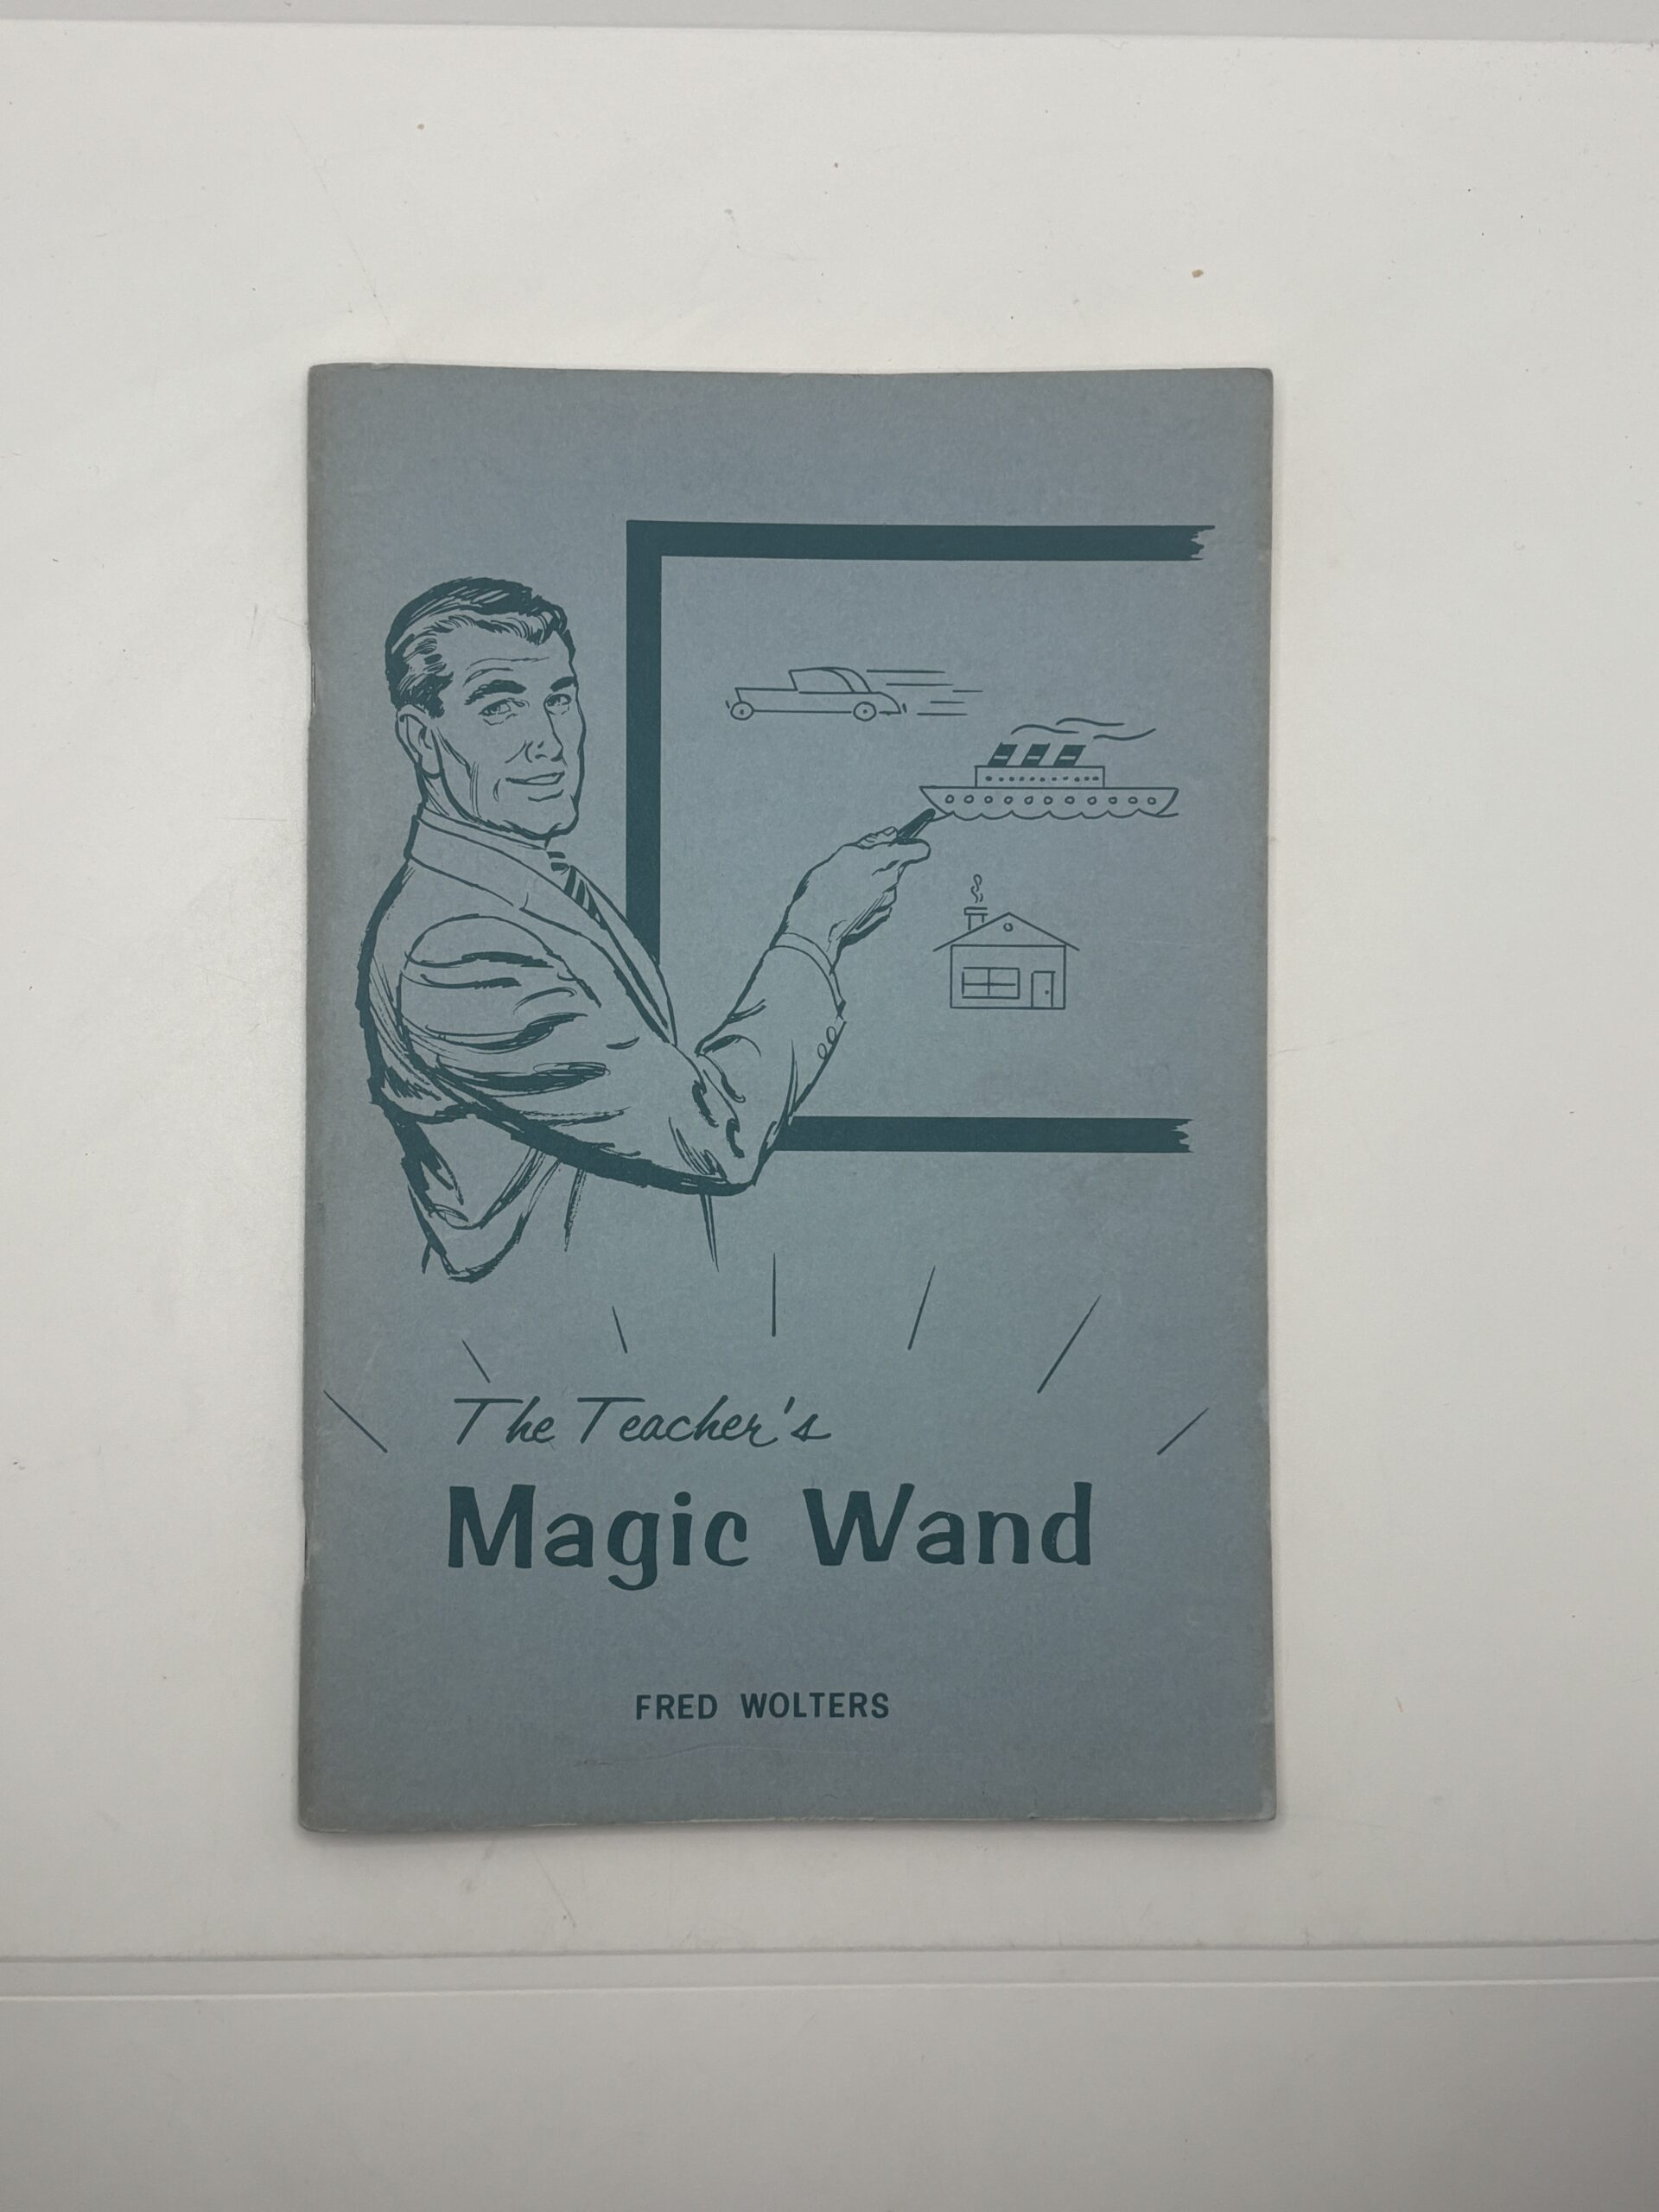 The Teacher's
Magic Wand
FRED WOLTERS